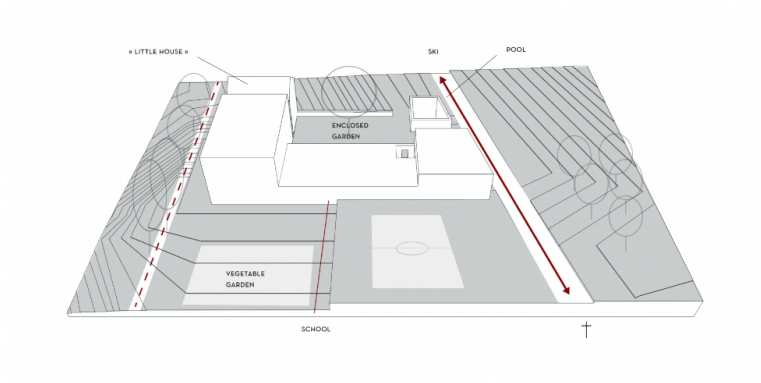 « LITTLE HOUSE »
SKI
POOL
ENCLOSED
GARDEN
VEGETABLE
GARDEN
SCHOOL